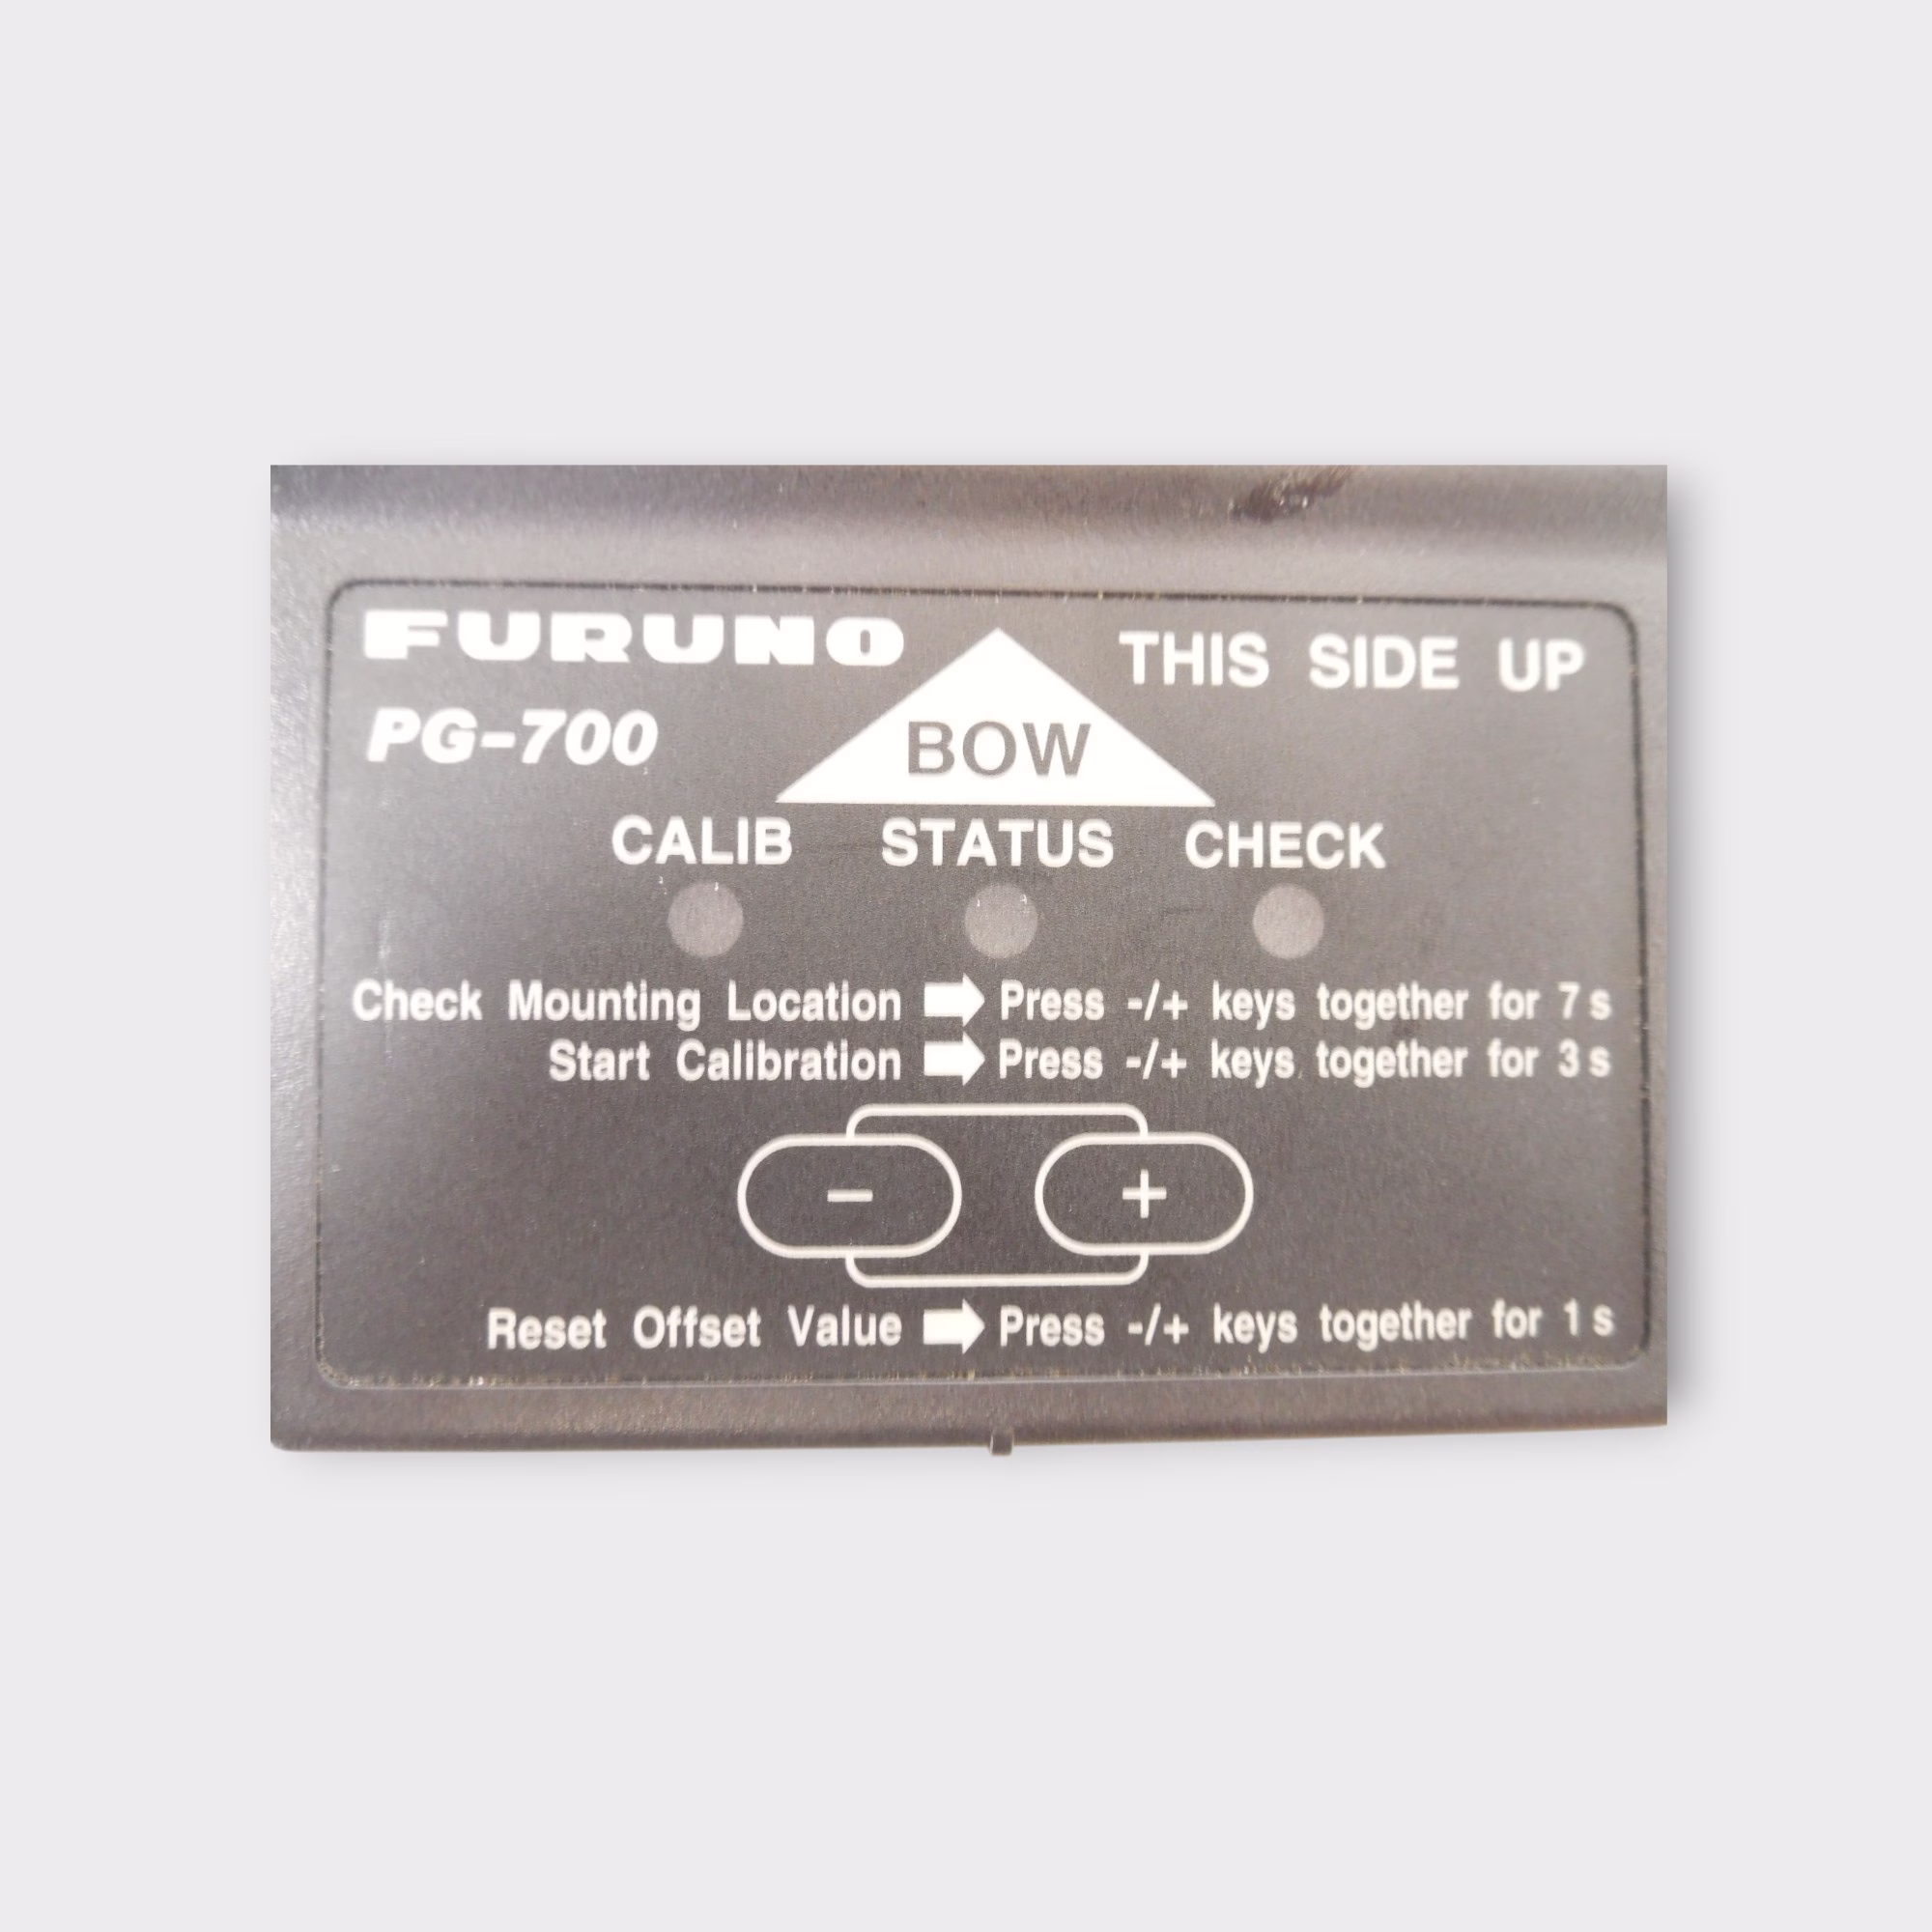 FURUNO
THIS SIDE UP
PG-700
BOW
CALIB STATUS CHECK
Check Mounting Location ➡ Press -/+ keys together for 7 s
Start Calibration ➡ Press -/+ keys together for 3 s
- +
Reset Offset Value ➡ Press -/+ keys together for 1 s